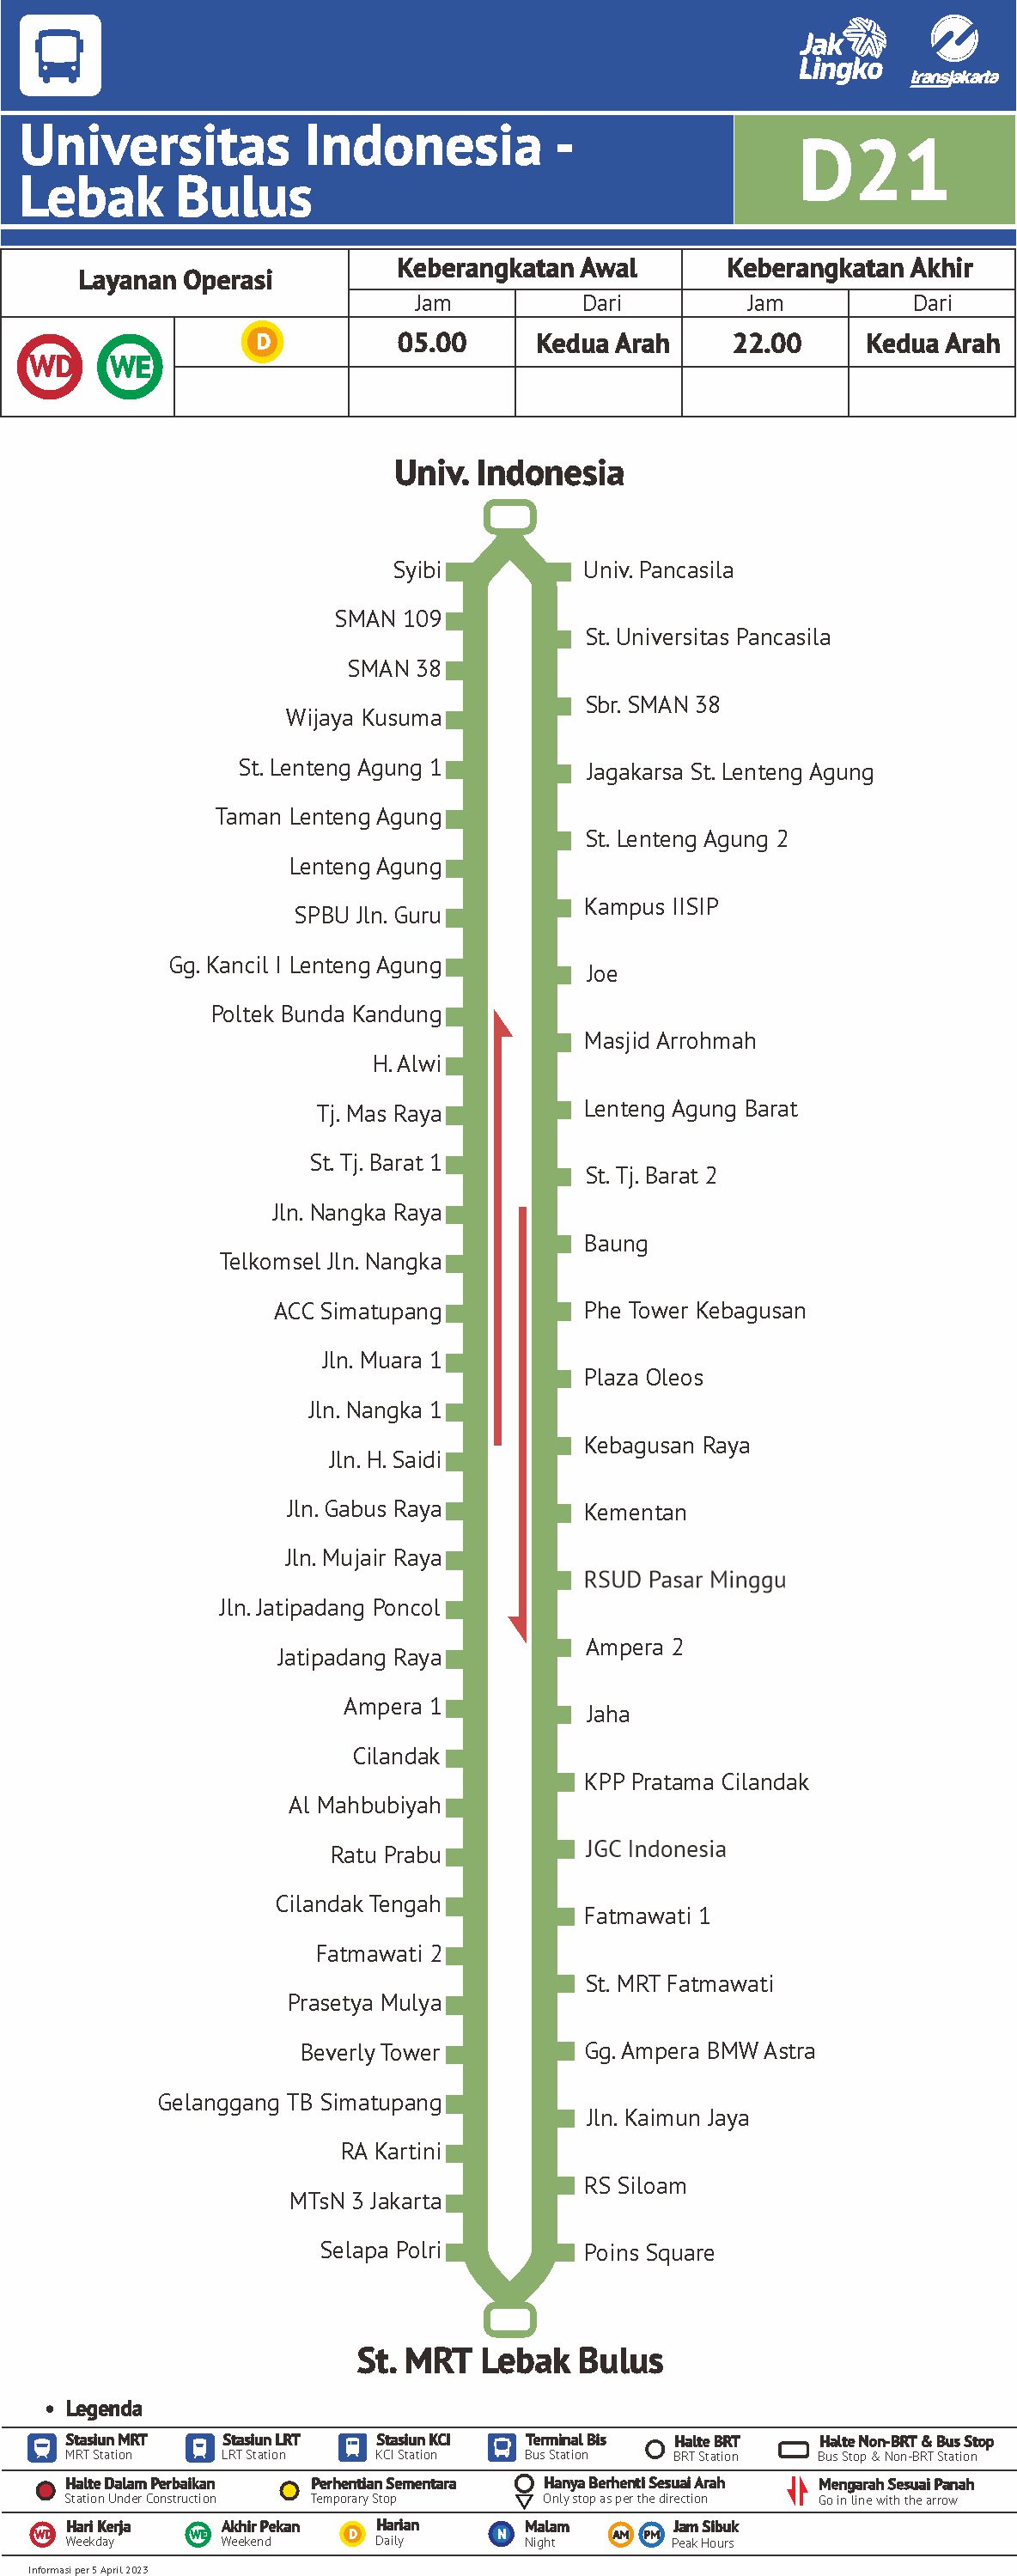 Jak
Lingko
transjakarta
Universitas Indonesia -
Lebak Bulus
D21
Layanan Operasi
Keberangkatan Awal
Keberangkatan Akhir
Jam
Dari
Jam
Dari
WD
WE
D
05.00
Kedua Arah
22.00
Kedua Arah
Univ. Indonesia
Syibi
SMAN 109
SMAN 38
Wijaya Kusuma
St. Lenteng Agung 1
Taman Lenteng Agung
Lenteng Agung
SPBU Jln. Guru
Gg. Kancil I Lenteng Agung
Poltek Bunda Kandung
H. Alwi
Tj. Mas Raya
St. Tj. Barat 1
Jln. Nangka Raya
Telkomsel Jln. Nangka
ACC Simatupang
Jln. Muara 1
Jln. Nangka 1
Jln. H. Saidi
Jln. Gabus Raya
Jln. Mujair Raya
Jln. Jatipadang Poncol
Jatipadang Raya
Ampera 1
Cilandak
Al Mahbubiyah
Ratu Prabu
Cilandak Tengah
Fatmawati 2
Prasetya Mulya
Beverly Tower
Gelanggang TB Simatupang
RA Kartini
MTsN 3 Jakarta
Selapa Polri
Univ. Pancasila
St. Universitas Pancasila
Sbr. SMAN 38
Jagakarsa St. Lenteng Agung
St. Lenteng Agung 2
Kampus IISIP
Joe
Masjid Arrohmah
Lenteng Agung Barat
St. Tj. Barat 2
Baung
Phe Tower Kebagusan
Plaza Oleos
Kebagusan Raya
Kementan
RSUD Pasar Minggu
Ampera 2
Jaha
KPP Pratama Cilandak
JGC Indonesia
Fatmawati 1
St. MRT Fatmawati
Gg. Ampera BMW Astra
Jln. Kaimun Jaya
RS Siloam
Poins Square
St. MRT Lebak Bulus
• Legenda
Stasiun MRT
MRT Station
Stasiun LRT
LRT Station
Stasiun KCI
KCI Station
Terminal Bis
Bus Station
Halte BRT
BRT Station
Halte Non-BRT & Bus Stop
Bus Stop & Non-BRT Station
Halte Dalam Perbaikan
Station Under Construction
Perhentian Sementara
Temporary Stop
Hanya Berhenti Sesuai Arah
Only stop as per the direction
Mengarah Sesuai Panah
Go in line with the arrow
WD
Hari Kerja
Weekday
WE
Akhir Pekan
Weekend
D
Harian
Daily
N
Malam
Night
AM
PM
Jam Sibuk
Peak Hours
Informasi per 5 April 2023